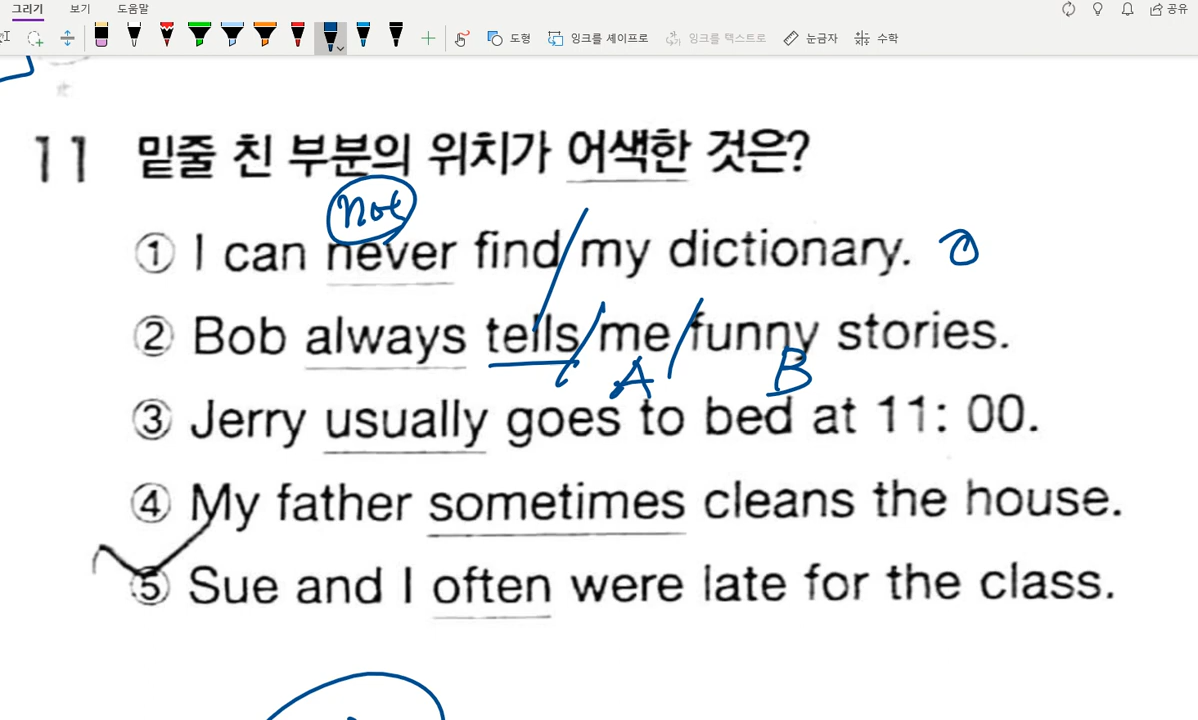 그리기 보기 도움말 공유
도형 잉크를 셰이프로 잉크를 텍스트로 눈금자 수학
11 밑줄 친 부분의 위치가 어색한 것은?
not
① I can never find my dictionary.
② Bob always tells me funny stories.
A B
③ Jerry usually goes to bed at 11: 00.
④ My father sometimes cleans the house.
⑤ Sue and I often were late for the class.